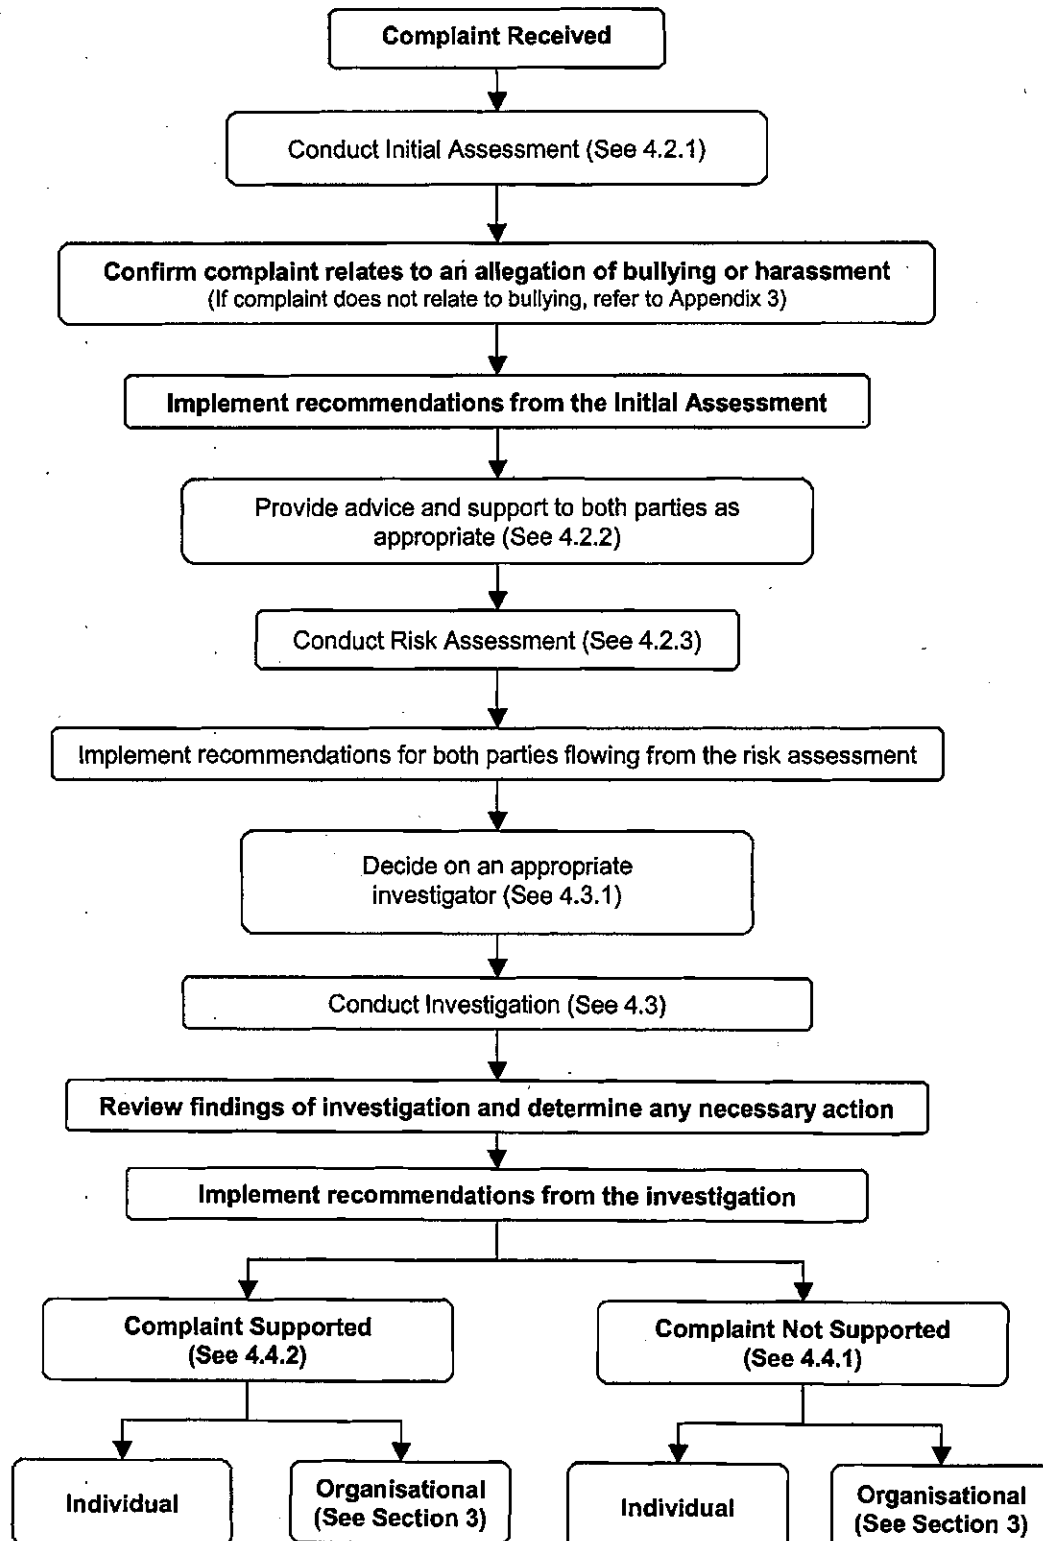 Complaint Received
Conduct Initial Assessment (See 4.2.1)
Confirm complaint relates to an allegation of bullying or harassment
(If complaint does not relate to bullying, refer to Appendix 3)
Implement recommendations from the Initial Assessment
Provide advice and support to both parties as
appropriate (See 4.2.2)
Conduct Risk Assessment (See 4.2.3)
Implement recommendations for both parties flowing from the risk assessment
Decide on an appropriate
investigator (See 4.3.1)
Conduct Investigation (See 4.3)
Review findings of investigation and determine any necessary action
Implement recommendations from the investigation
Complaint Supported
(See 4.4.2)
Complaint Not Supported
(See 4.4.1)
Individual
Organisational
(See Section 3)
Individual
Organisational
(See Section 3)